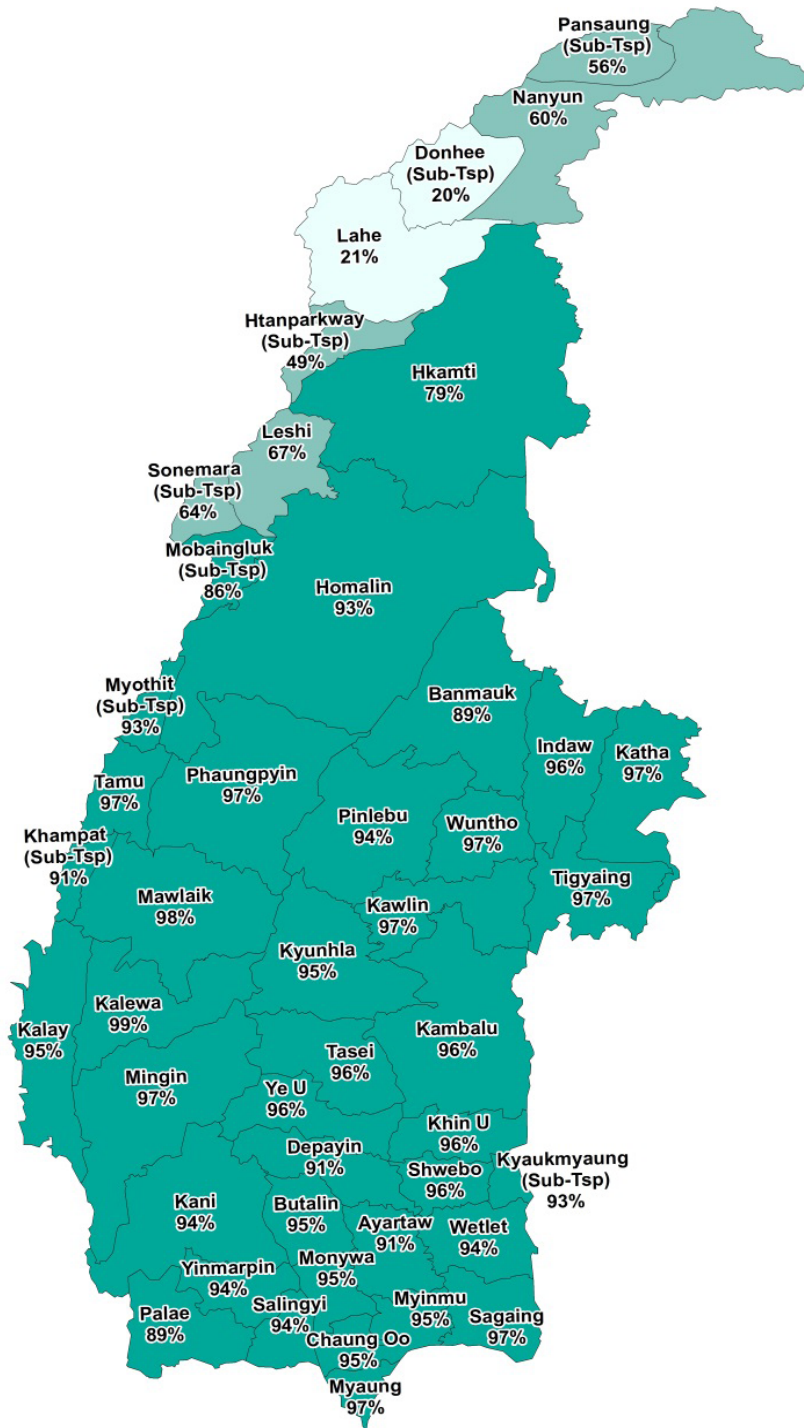 Pansaung
(Sub-Tsp)
56%
Nanyun
60%
Donhee
(Sub-Tsp)
20%
Lahe
21%
Htanparkway
(Sub-Tsp)
49%
Hkamti
79%
Leshi
67%
Sonemara
(Sub-Tsp)
64%
Mobaingluk
(Sub-Tsp)
86%
Homalin
93%
Myothit
(Sub-Tsp)
93%
Banmauk
89%
Indaw
96%
Katha
97%
Tamu
97%
Phaungpyin
97%
Pinlebu
94%
Wuntho
97%
Khampat
(Sub-Tsp)
91%
Mawlaik
98%
Kawlin
97%
Tigyaing
97%
Kyunhla
95%
Kalewa
99%
Kalay
95%
Kambalu
96%
Mingin
97%
Tasei
96%
Ye U
96%
Khin U
96%
Depayin
91%
Shwebo
96%
Kyaukmyaung
(Sub-Tsp)
93%
Kani
94%
Butalin
95%
Ayartaw
91%
Wetlet
94%
Monywa
95%
Yinmarpin
94%
Salingyi
94%
Myinmu
95%
Sagaing
97%
Palae
89%
Chaung Oo
95%
Myaung
97%